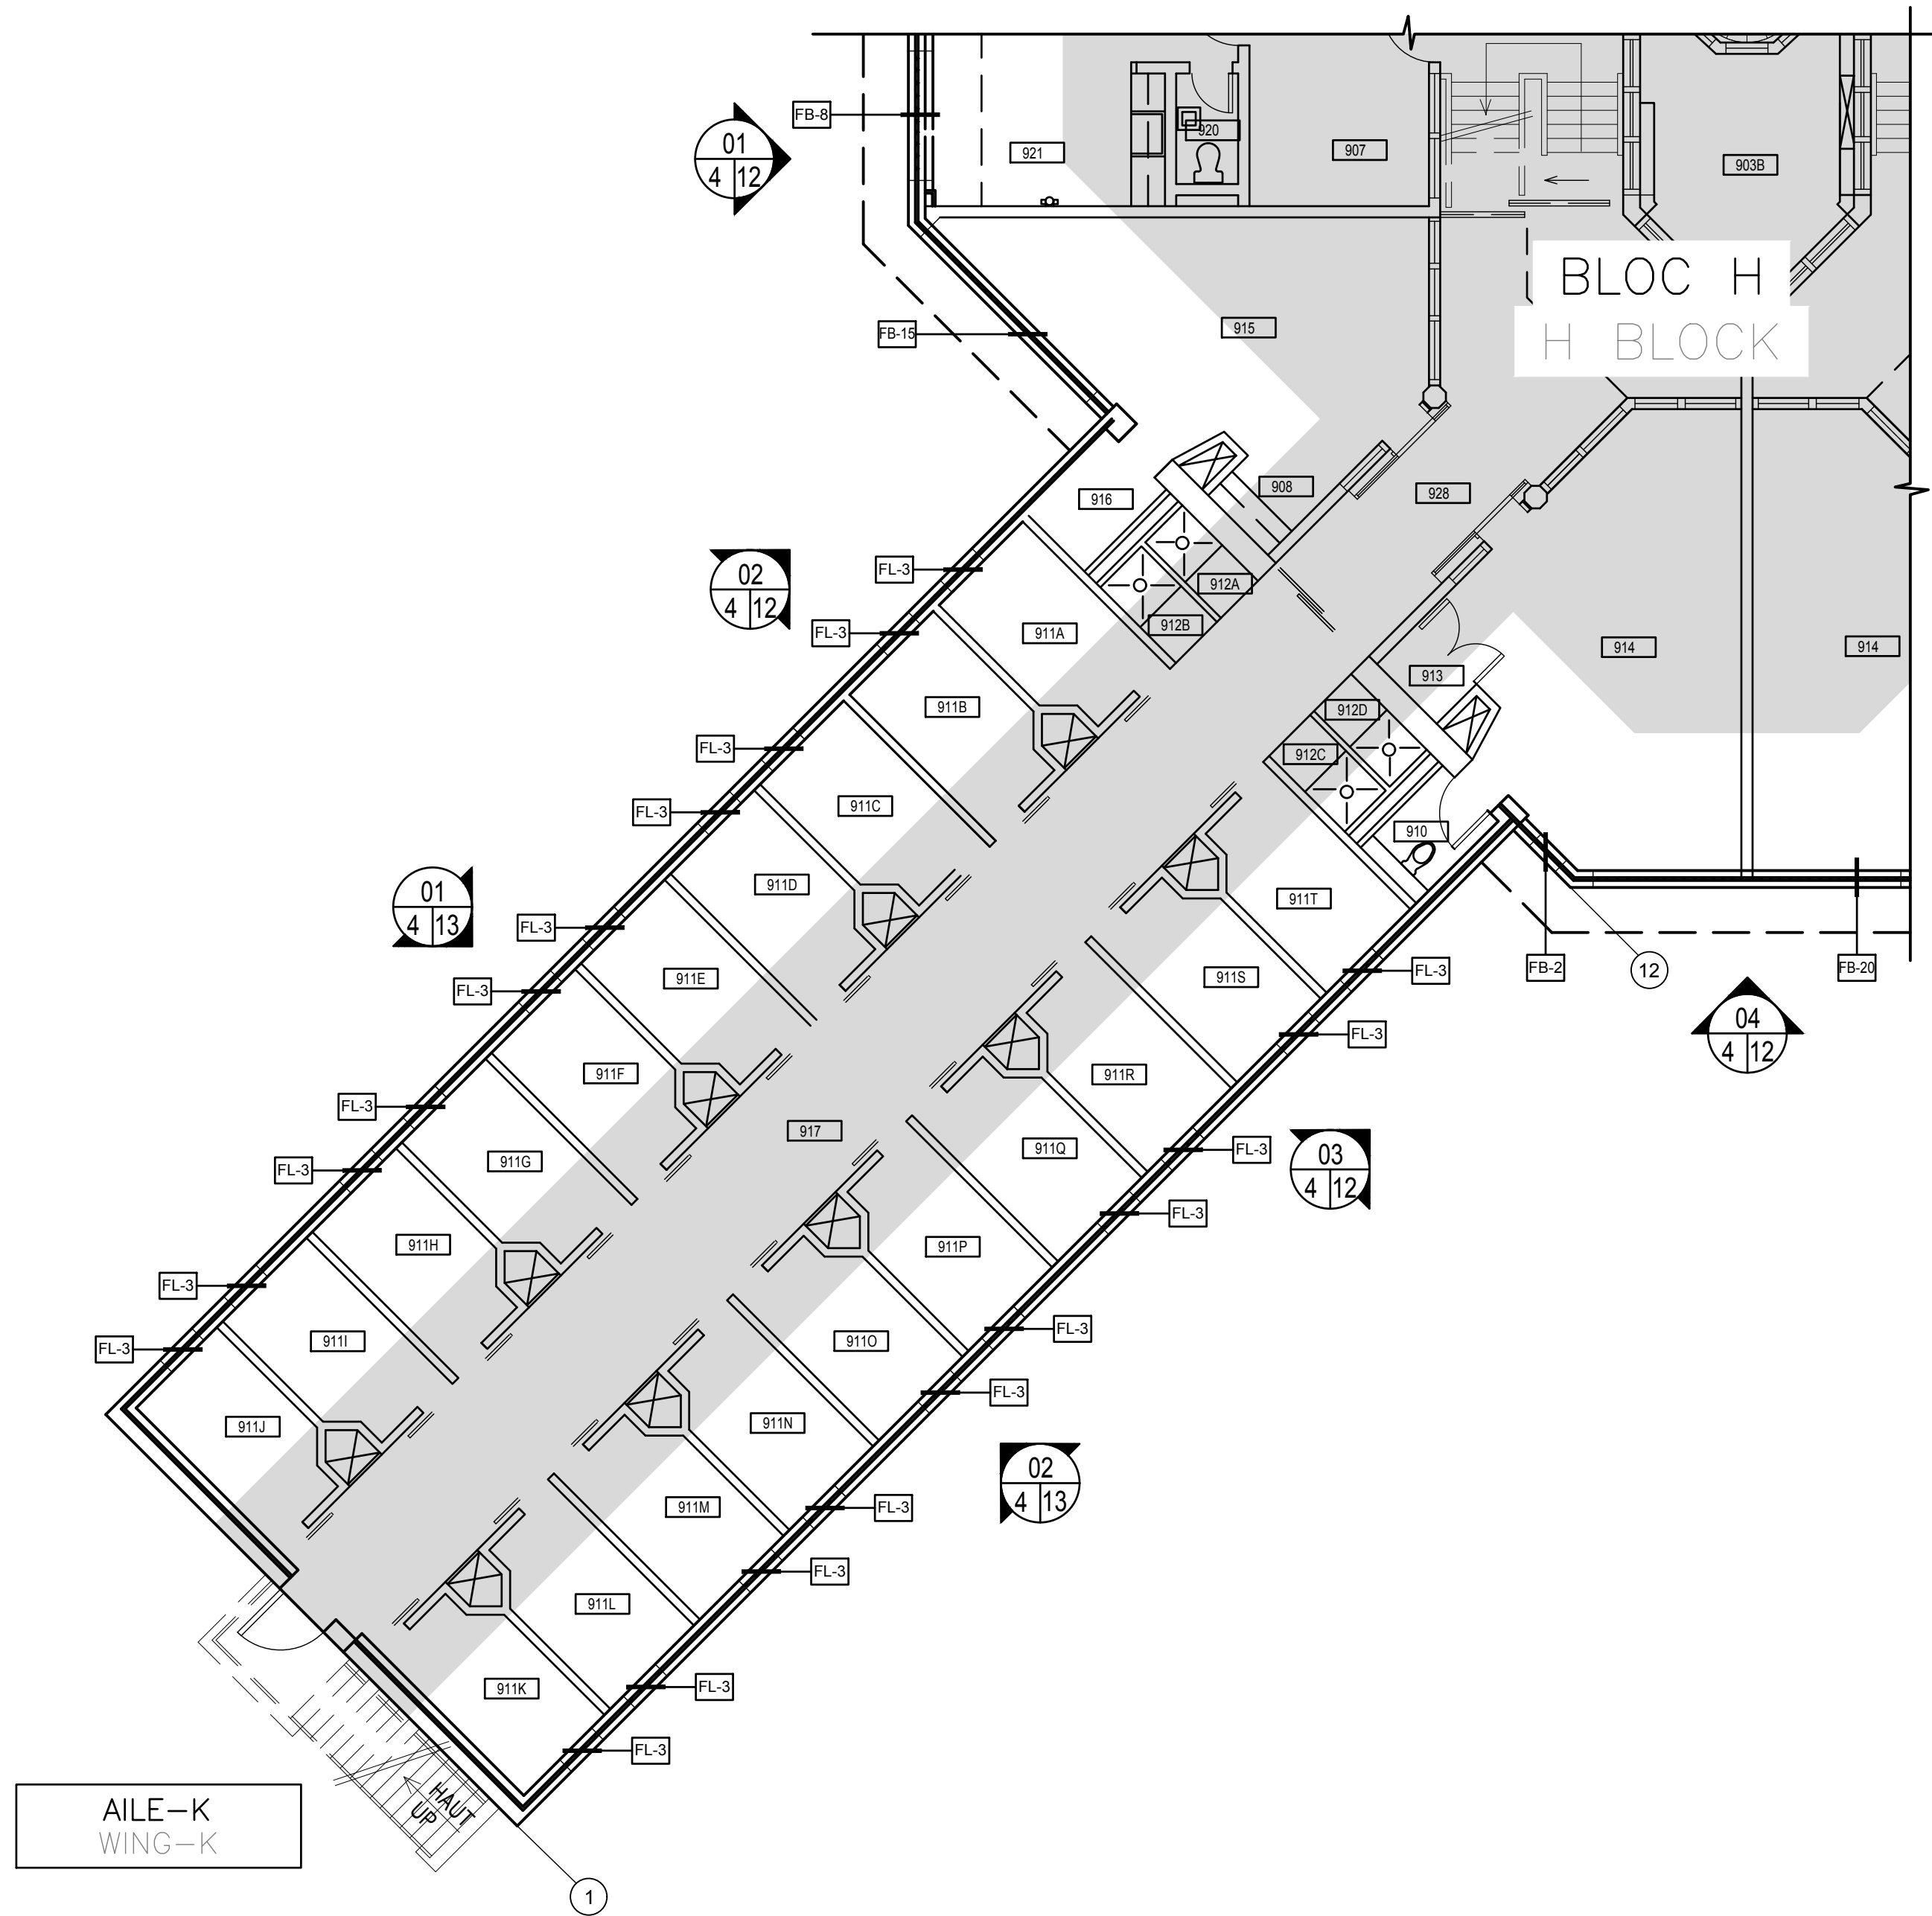 FB-8
01
4 12
921
920
907
903B
BLOC H
H BLOCK
FB-15
915
916
908
928
02
4 12
FL-3
912A
912B
FL-3
911A
914
914
913
911B
912D
FL-3
912C
911C
FL-3
910
911D
911T
01
4 13
FL-3
911E
911S
FL-3
FB-2
12
FB-20
FL-3
04
4 12
FL-3
911F
911R
FL-3
917
911Q
FL-3
03
4 12
911G
FL-3
FL-3
911H
911P
FL-3
911I
911O
FL-3
FL-3
FL-3
911J
911N
02
4 13
911M
FL-3
FL-3
911L
911K
FL-3
FL-3
HAUT
UP
AILE-K
WING-K
1